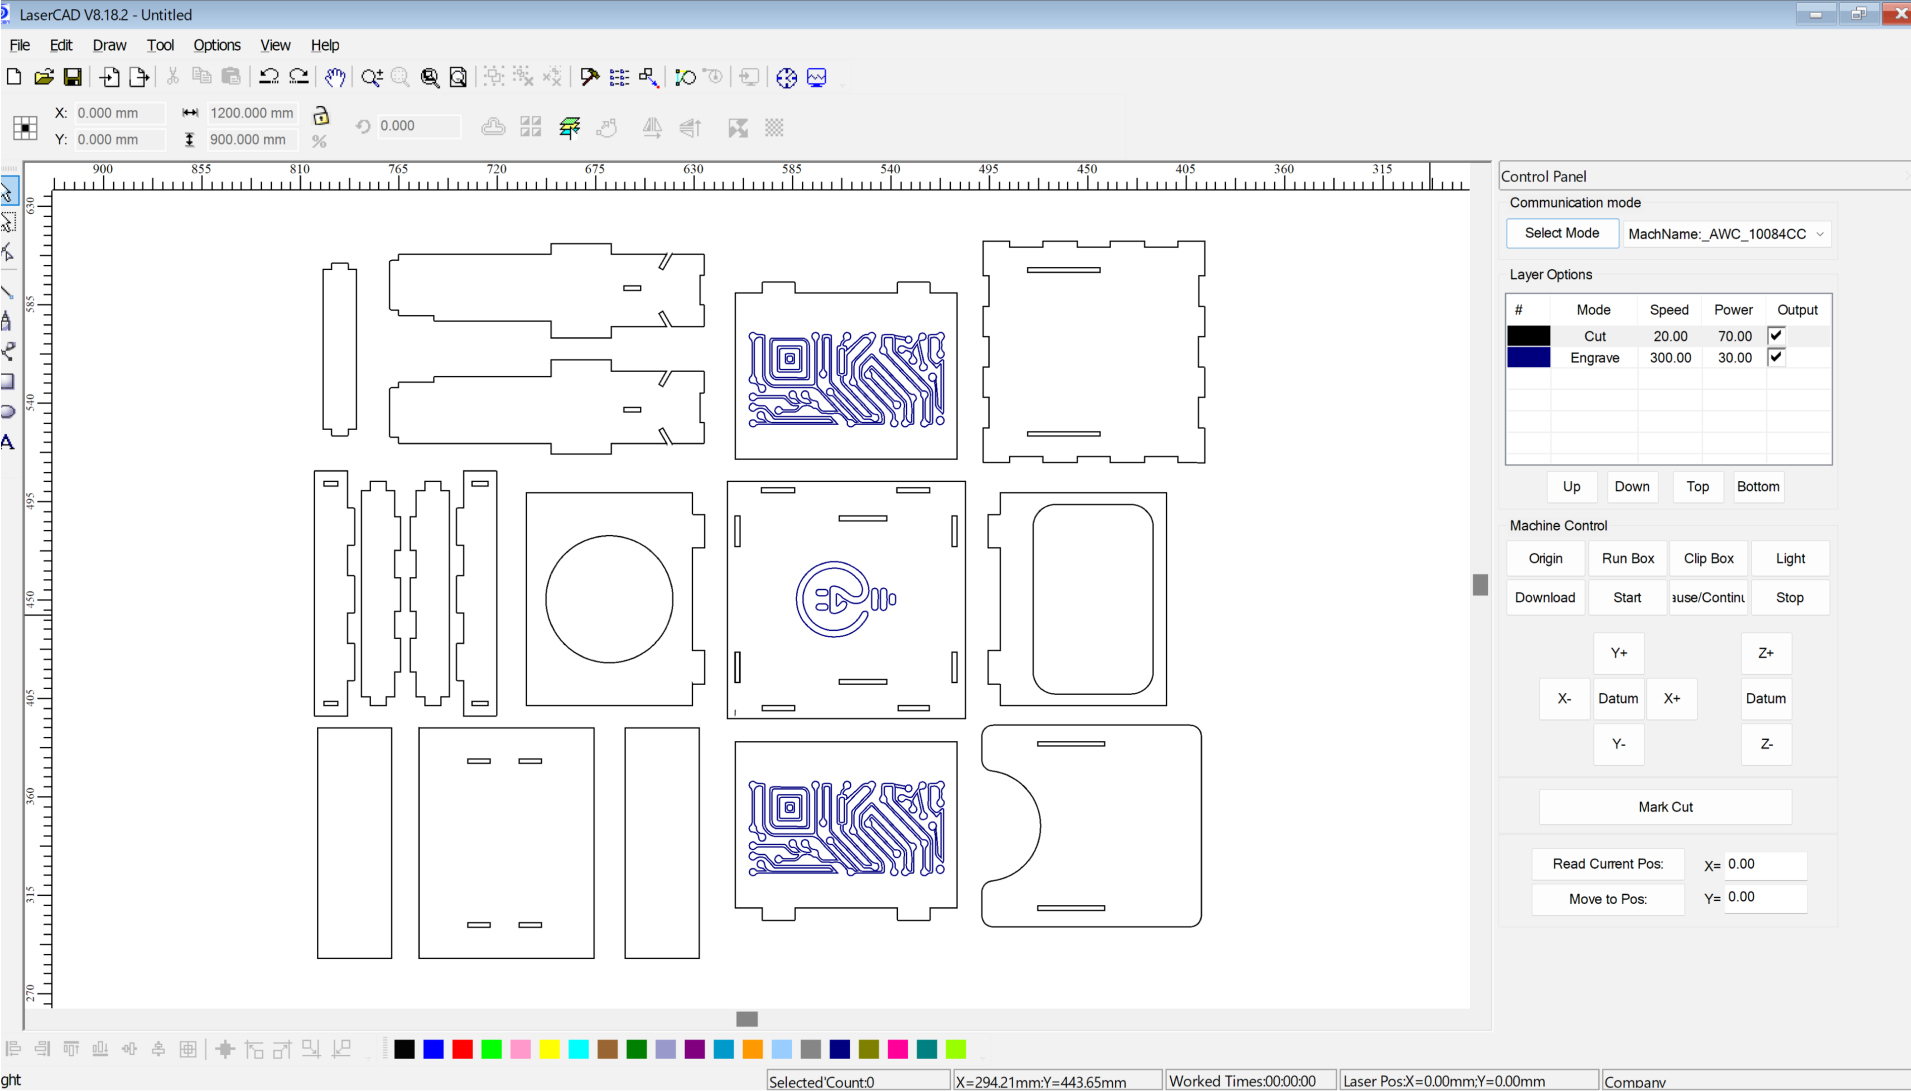 LaserCAD V8.18.2 - Untitled
File Edit Draw Tool Options View Help
X: 0.000 mm 1200.000 mm
Y: 0.000 mm 900.000 mm %
0.000
900 855 810 765 720 675 630 585 540 495 450 405 360 315
630
585
540
495
450
405
360
315
270
A
Control Panel
Communication mode
Select Mode MachName:_AWC_10084CC
Layer Options
# Mode Speed Power Output
Cut 20.00 70.00
Engrave 300.00 30.00
Up Down Top Bottom
Machine Control
Origin Run Box Clip Box Light
Download Start ause/Continu Stop
Y+ Z+
X- Datum X+ Datum
Y- Z-
Mark Cut
Read Current Pos: X= 0.00
Move to Pos: Y= 0.00
ght
Selected'Count:0 X=294.21mm;Y=443.65mm Worked Times:00:00:00 Laser Pos:X=0.00mm;Y=0.00mm Company